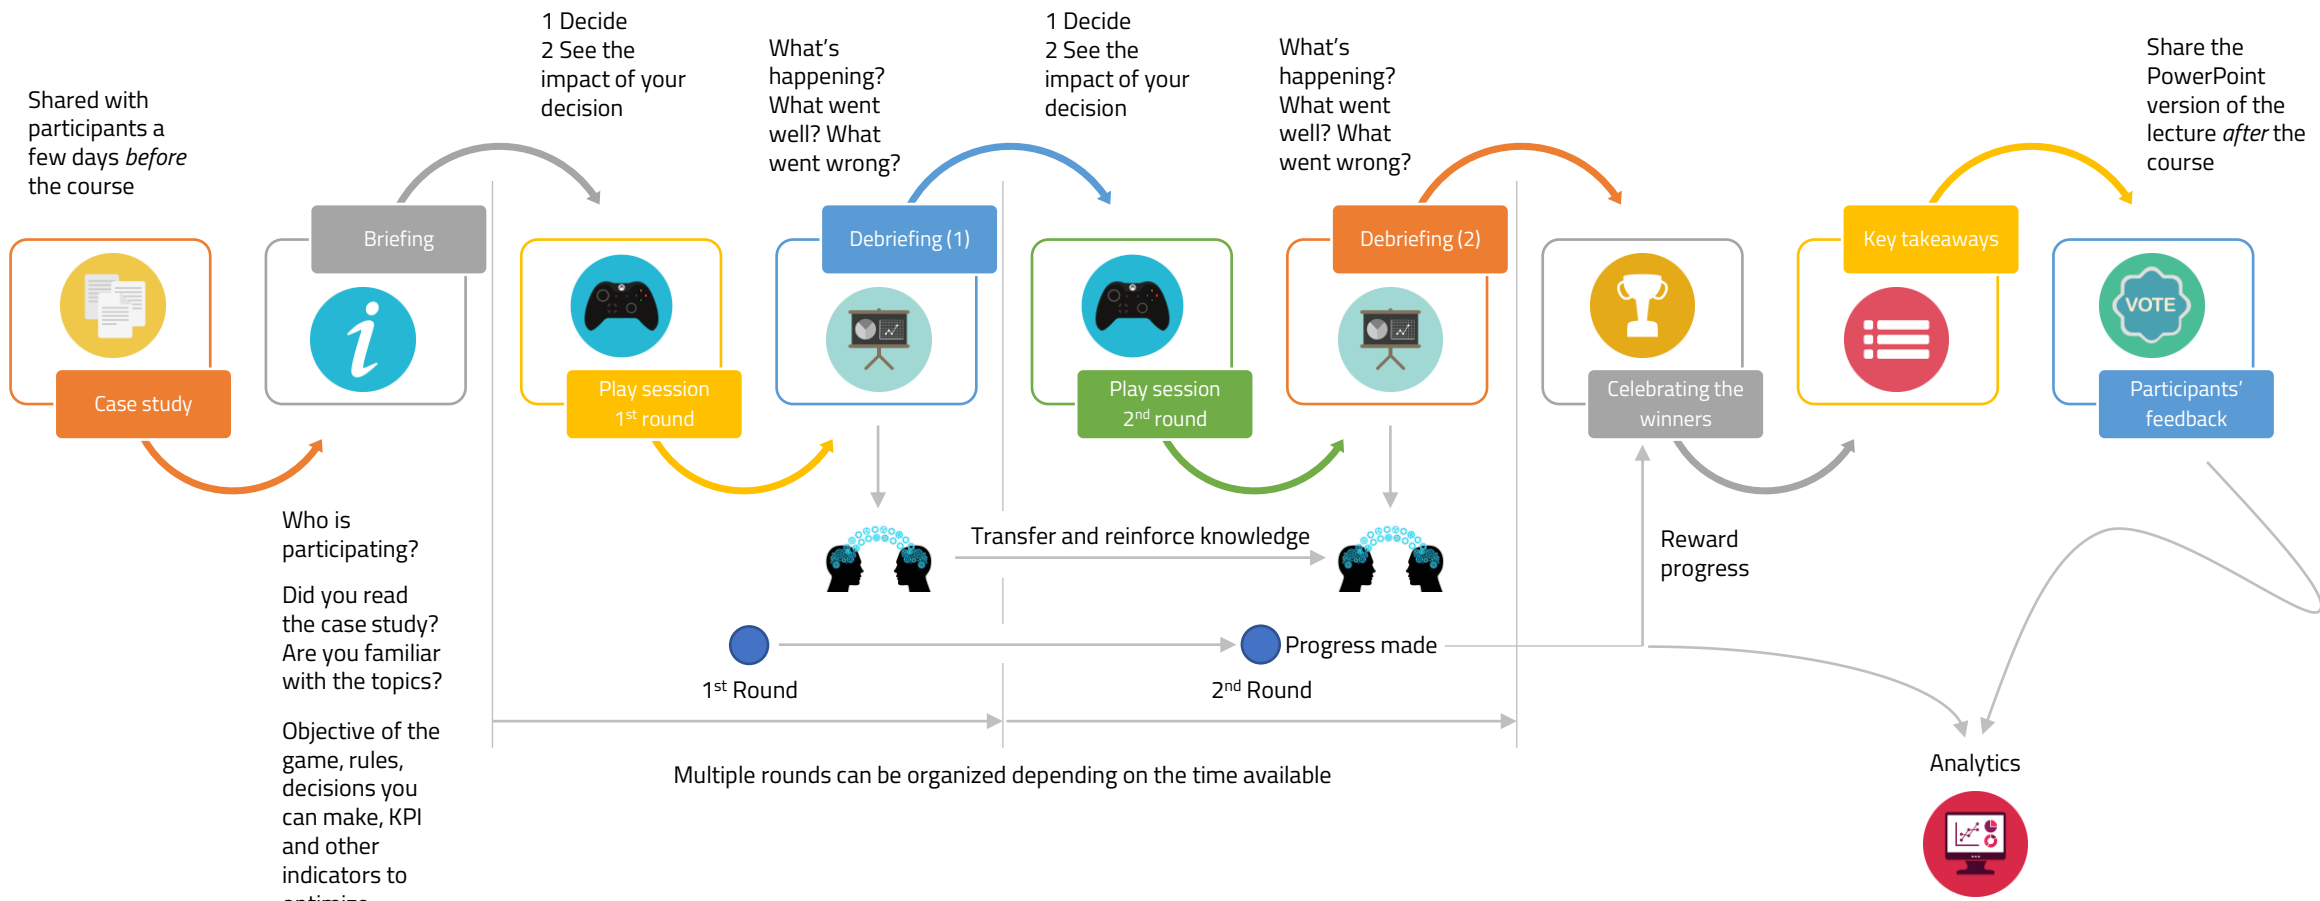 Shared with
participants a
few days before
the course
Case study
Briefing
Who is
participating?
Did you read
the case study?
Are you familiar
with the topics?
Objective of the
game, rules,
decisions you
can make, KPI
and other
indicators to
optimize
1 Decide
2 See the
impact of your
decision
Play session
1st round
What's
happening?
What went
well? What
went wrong?
Debriefing (1)
1 Decide
2 See the
impact of your
decision
Play session
2nd round
What's
happening?
What went
well? What
went wrong?
Debriefing (2)
Transfer and reinforce knowledge
1st Round
2nd Round
Progress made
Multiple rounds can be organized depending on the time available
Celebrating the
winners
Reward
progress
Key takeaways
Share the
PowerPoint
version of the
lecture after the
course
VOTE
Participants'
feedback
Analytics